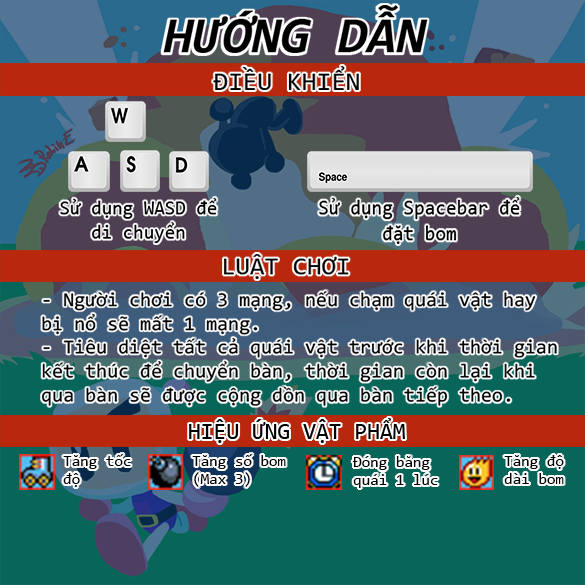 HƯỚNG DẪN
ĐIỀU KHIỂN
W
A S D
Space
Sử dụng WASD để
di chuyển
Sử dụng Spacebar để
đặt bom
LUẬT CHƠI
- Người chơi có 3 mạng, nếu chạm quái vật hay
bị nổ sẽ mất 1 mạng.
- Tiêu diệt tất cả quái vật trước khi thời gian
kết thúc để chuyển bàn, thời gian còn lại khi
qua bàn sẽ được cộng dồn qua bàn tiếp theo.
HIỆU ỨNG VẬT PHẨM
Tăng tốc
độ
Tăng số bom
(Max 3)
Đóng băng
quái 1 lúc
Tăng độ
dài bom